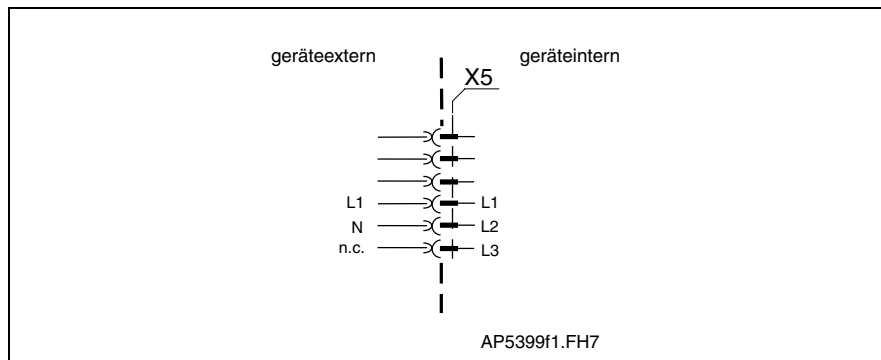 geräteextern geräteintern
X5
L1 L1
N L2
n.c. L3
AP5399f1.FH7